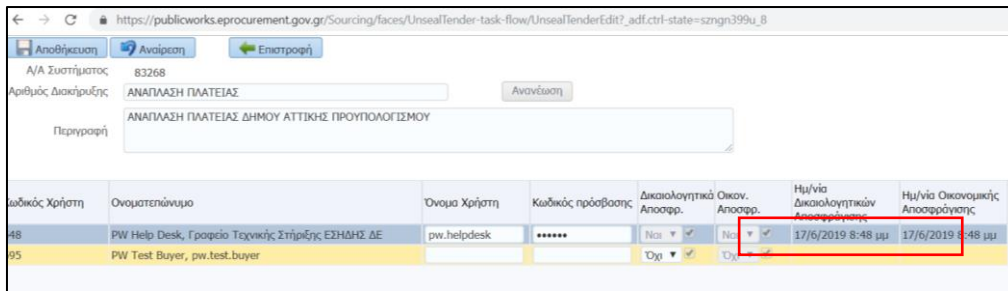 https://publicworks.eprocurement.gov.gr/Sourcing/faces/UnsealTender-task-flow/UnsealTenderEdit?_adf.ctrl-state=szngn399u_8
Αποθήκευση Αναίρεση Επιστροφή
Α/Α Συστήματος 83268
Αριθμός Διακήρυξης ΑΝΑΠΛΑΣΗ ΠΛΑΤΕΙΑΣ Ανανέωση
Περιγραφή ΑΝΑΠΛΑΣΗ ΠΛΑΤΕΙΑΣ ΔΗΜΟΥ ΑΤΤΙΚΗΣ ΠΡΟΥΠΟΛΟΓΙΣΜΟΥ
Κωδικός Χρήστη Ονοματεπώνυμο Όνομα Χρήστη Κωδικός πρόσβασης Δικαιολογητικά Αποσφρ. Οικον. Αποσφρ. Ημ/νία Δικαιολογητικών Αποσφράγισης Ημ/νία Οικονομικής Αποσφράγισης
48 PW Help Desk, Γραφείο Τεχνικής Στήριξης ΕΣΗΔΗΣ ΔΕ pw.helpdesk •••••• Ναι Ναι 17/6/2019 8:48 μμ 17/6/2019 8:48 μμ
95 PW Test Buyer, pw.test.buyer Όχι Όχι